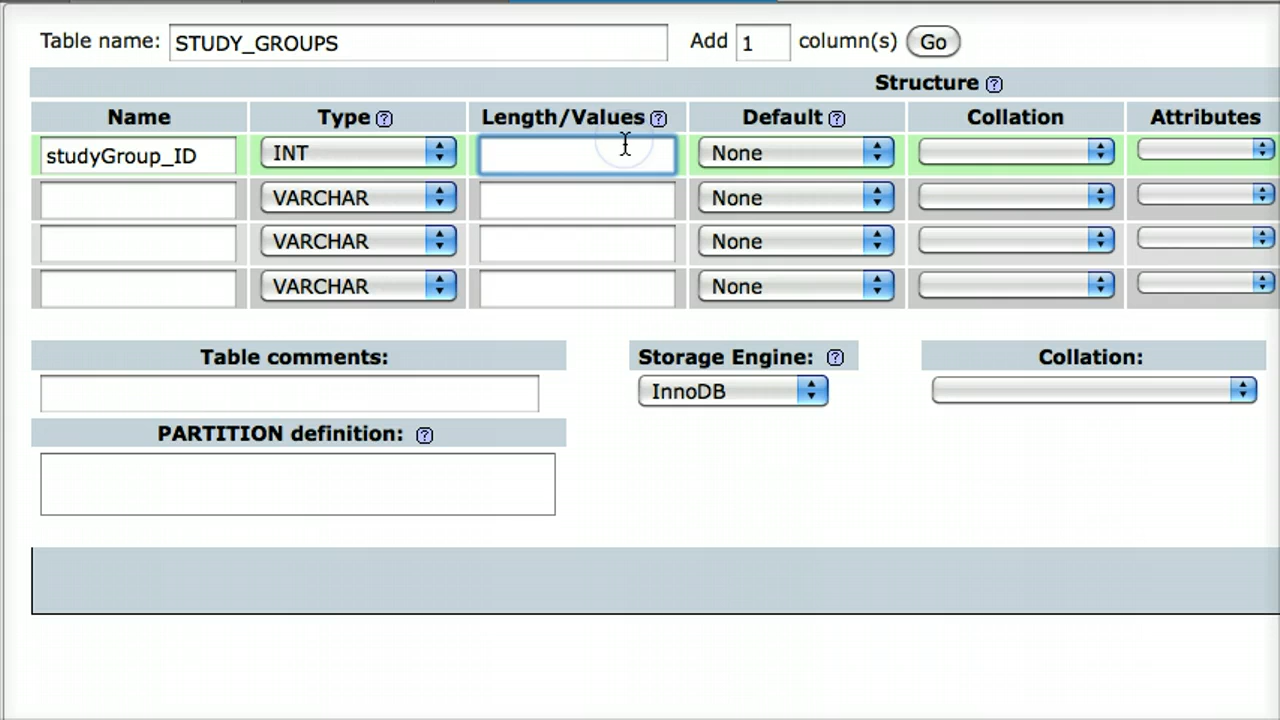 Table name: STUDY_GROUPS Add 1 column(s) Go
Structure ?
Name Type ? Length/Values ? Default ? Collation Attributes
studyGroup_ID INT None
VARCHAR None
VARCHAR None
VARCHAR None
Table comments: Storage Engine: ? Collation:
InnoDB
PARTITION definition: ?